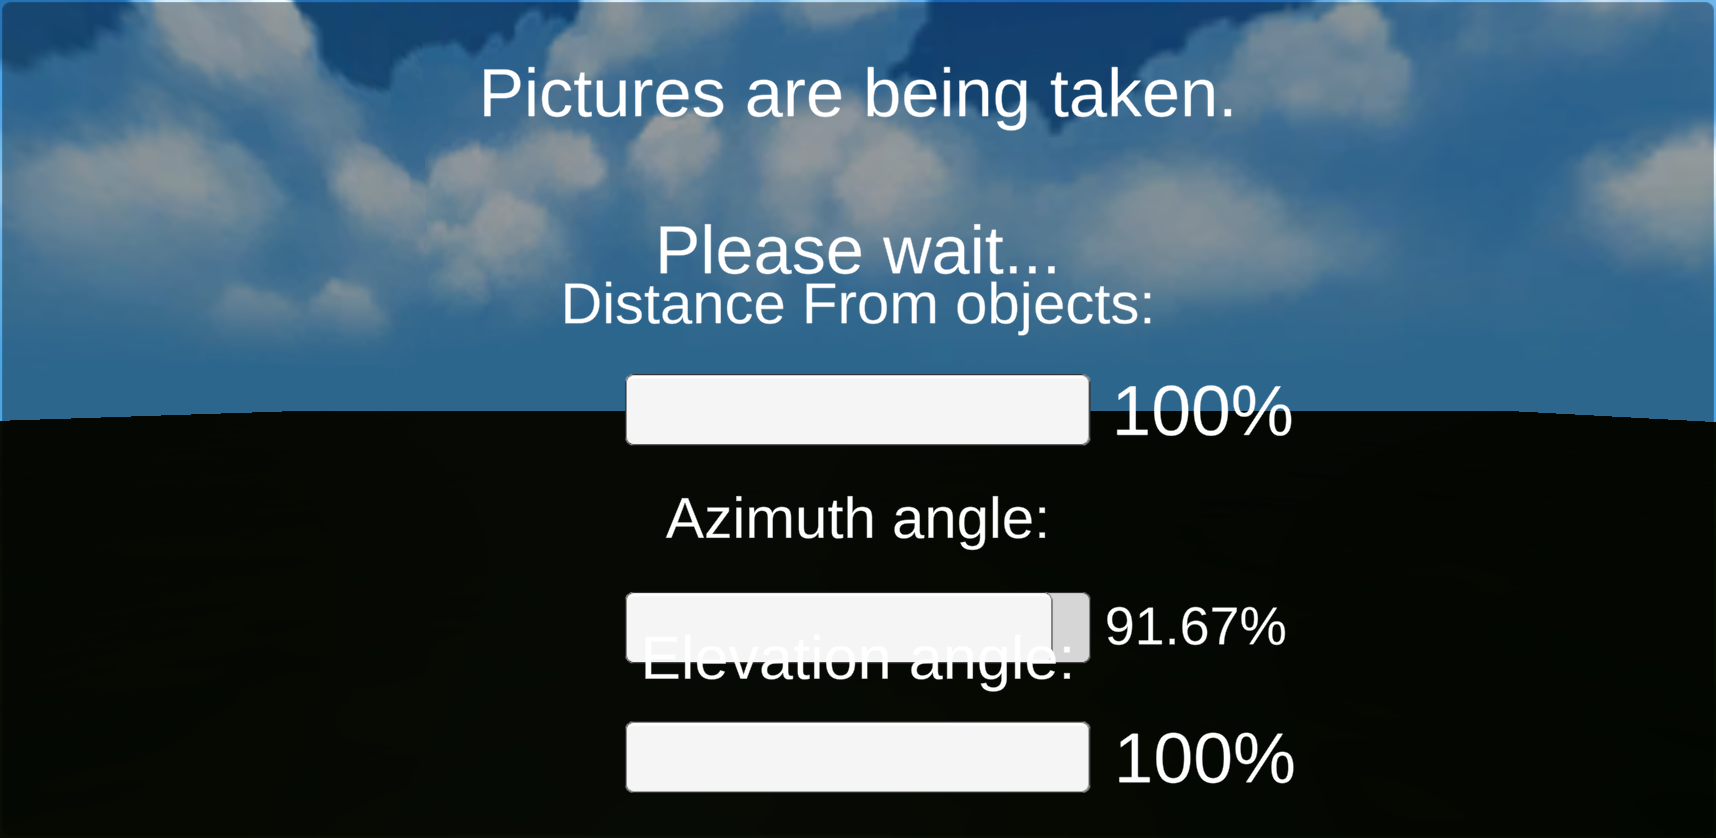 Pictures are being taken.
Please wait...
Distance From objects:
100%
Azimuth angle:
91.67%
Elevation angle:
100%